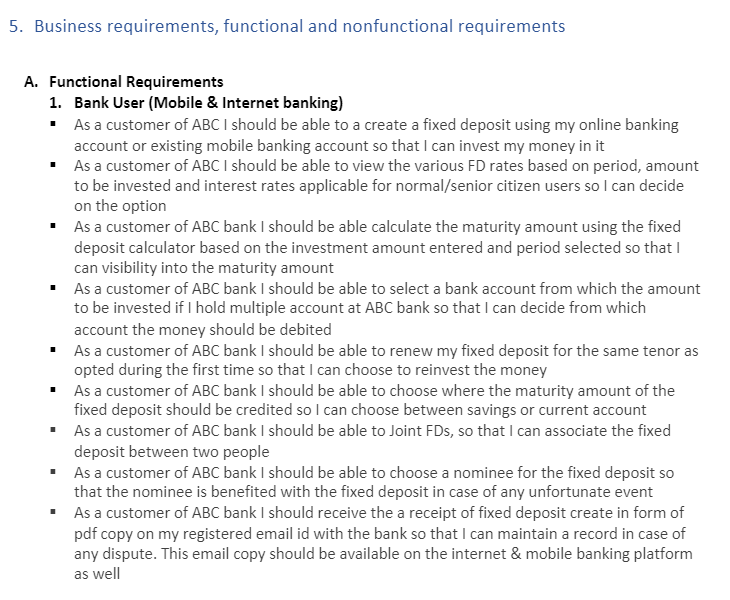 5. Business requirements, functional and nonfunctional requirements
A. Functional Requirements
1. Bank User (Mobile & Internet banking)
▪ As a customer of ABC I should be able to a create a fixed deposit using my online banking
account or existing mobile banking account so that I can invest my money in it
▪ As a customer of ABC I should be able to view the various FD rates based on period, amount
to be invested and interest rates applicable for normal/senior citizen users so I can decide
on the option
▪ As a customer of ABC bank I should be able calculate the maturity amount using the fixed
deposit calculator based on the investment amount entered and period selected so that I
can visibility into the maturity amount
▪ As a customer of ABC bank I should be able to select a bank account from which the amount
to be invested if I hold multiple account at ABC bank so that I can decide from which
account the money should be debited
▪ As a customer of ABC bank I should be able to renew my fixed deposit for the same tenor as
opted during the first time so that I can choose to reinvest the money
▪ As a customer of ABC bank I should be able to choose where the maturity amount of the
fixed deposit should be credited so I can choose between savings or current account
▪ As a customer of ABC bank I should be able to Joint FDs, so that I can associate the fixed
deposit between two people
▪ As a customer of ABC bank I should be able to choose a nominee for the fixed deposit so
that the nominee is benefited with the fixed deposit in case of any unfortunate event
▪ As a customer of ABC bank I should receive the a receipt of fixed deposit create in form of
pdf copy on my registered email id with the bank so that I can maintain a record in case of
any dispute. This email copy should be available on the internet & mobile banking platform
as well